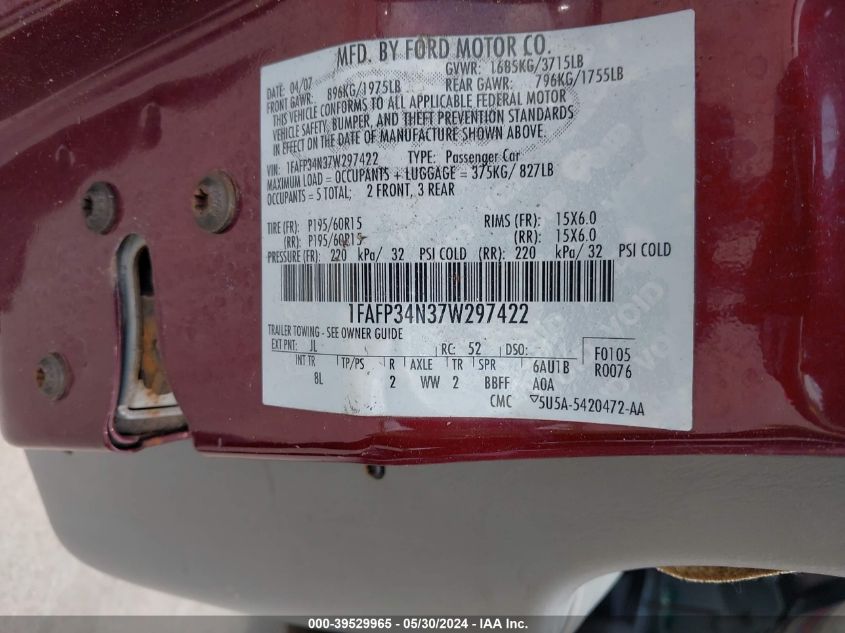 MFD. BY FORD MOTOR CO.
DATE: 04/07 GVWR: 1685KG/3715LB
FRONT GAWR: 896KG/1975LB REAR GAWR: 796KG/1755LB
THIS VEHICLE CONFORMS TO ALL APPLICABLE FEDERAL MOTOR
VEHICLE SAFETY, BUMPER, AND THEFT PREVENTION STANDARDS
IN EFFECT ON THE DATE OF MANUFACTURE SHOWN ABOVE.
VIN: 1FAFP34N37W297422 TYPE: Passenger Car
MAXIMUM LOAD = OCCUPANTS + LUGGAGE = 375KG/ 827LB
OCCUPANTS = 5 TOTAL; 2 FRONT, 3 REAR
TIRE (FR): P195/60R15 RIMS (FR): 15X6.0
(RR): P195/60R15 (RR): 15X6.0
PRESSURE (FR): 220 kPa/ 32 PSI COLD (RR): 220 kPa/ 32 PSI COLD
1FAFP34N37W297422
TRAILER TOWING - SEE OWNER GUIDE
EXT PNT: JL RC: 52 DSO: F0105
INT TR TP/PS R AXLE TR SPR 6AU1B R0076
8L 2 WW 2 BBFF A0A
CMC ▽5U5A-5420472-AA
VOID
000-39529965 / 05/30/2024 - © IAA Inc.